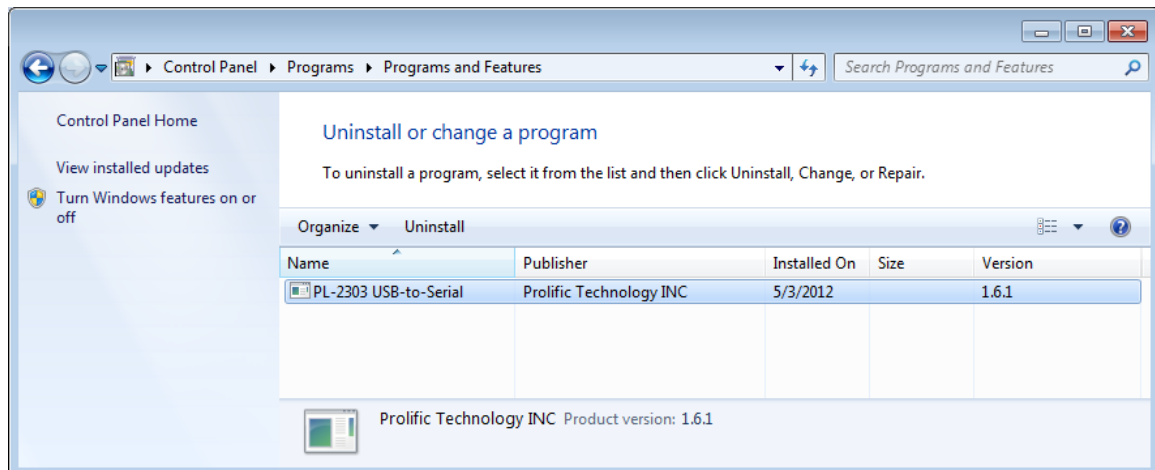 Control Panel Programs Programs and Features Search Programs and Features
Control Panel Home
View installed updates
Turn Windows features on or
off
Uninstall or change a program
To uninstall a program, select it from the list and then click Uninstall, Change, or Repair.
Organize Uninstall
Name Publisher Installed On Size Version
PL-2303 USB-to-Serial Prolific Technology INC 5/3/2012 1.6.1
Prolific Technology INC Product version: 1.6.1